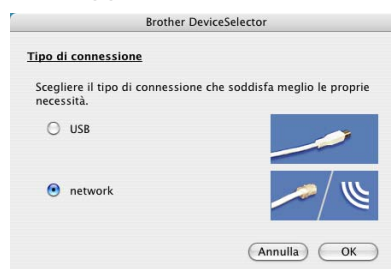 Brother DeviceSelector
Tipo di connessione
Scegliere il tipo di connessione che soddisfa meglio le proprie
necessità.
USB
network
Annulla OK